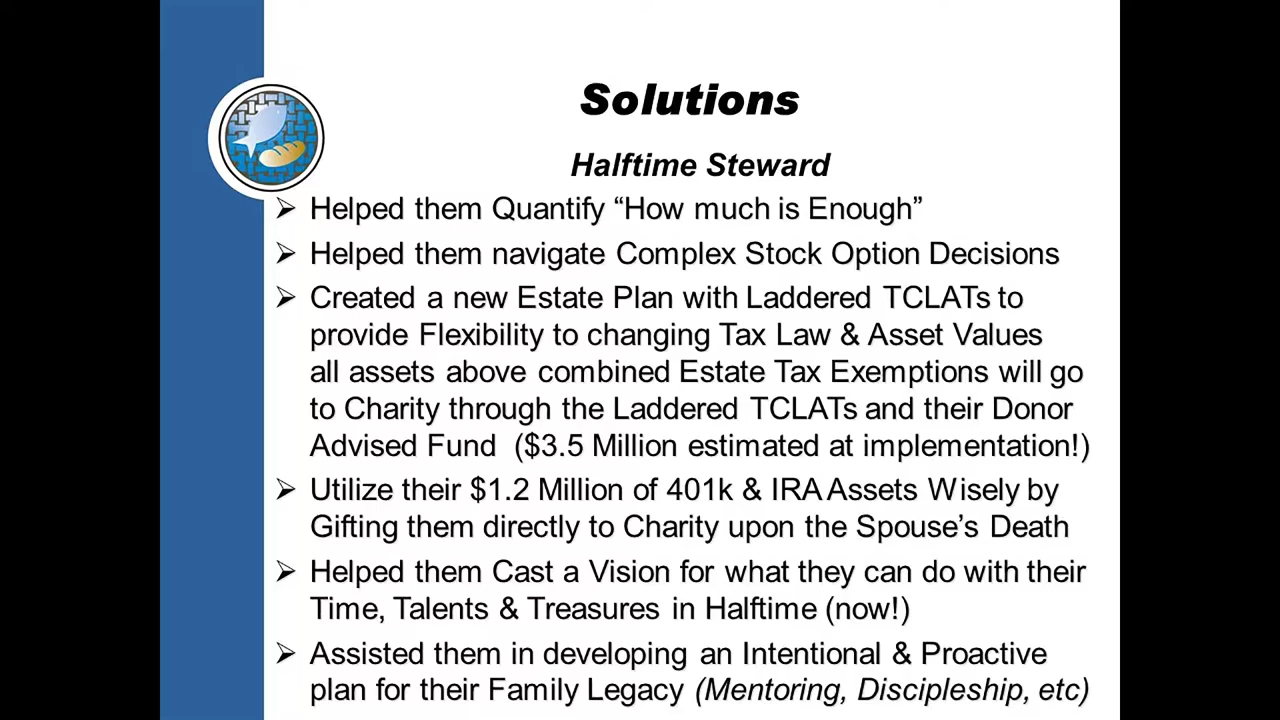 Solutions
Halftime Steward
➢ Helped them Quantify “How much is Enough”
➢ Helped them navigate Complex Stock Option Decisions
➢ Created a new Estate Plan with Laddered TCLATs to
provide Flexibility to changing Tax Law & Asset Values
all assets above combined Estate Tax Exemptions will go
to Charity through the Laddered TCLATs and their Donor
Advised Fund ($3.5 Million estimated at implementation!)
➢ Utilize their $1.2 Million of 401k & IRA Assets Wisely by
Gifting them directly to Charity upon the Spouse’s Death
➢ Helped them Cast a Vision for what they can do with their
Time, Talents & Treasures in Halftime (now!)
➢ Assisted them in developing an Intentional & Proactive
plan for their Family Legacy (Mentoring, Discipleship, etc)